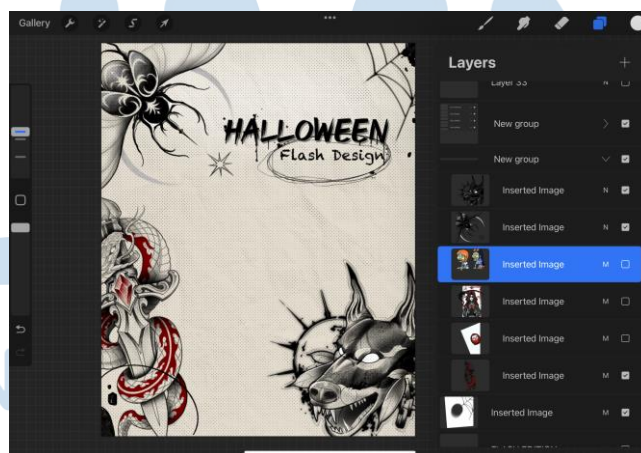 Gallery
Layers
Layer 33 N
New group
HALLOWEEN
Flash Design
New group
Inserted Image N
Inserted Image N
Inserted Image M
Inserted Image M
Inserted Image M
Inserted Image M
Inserted Image M